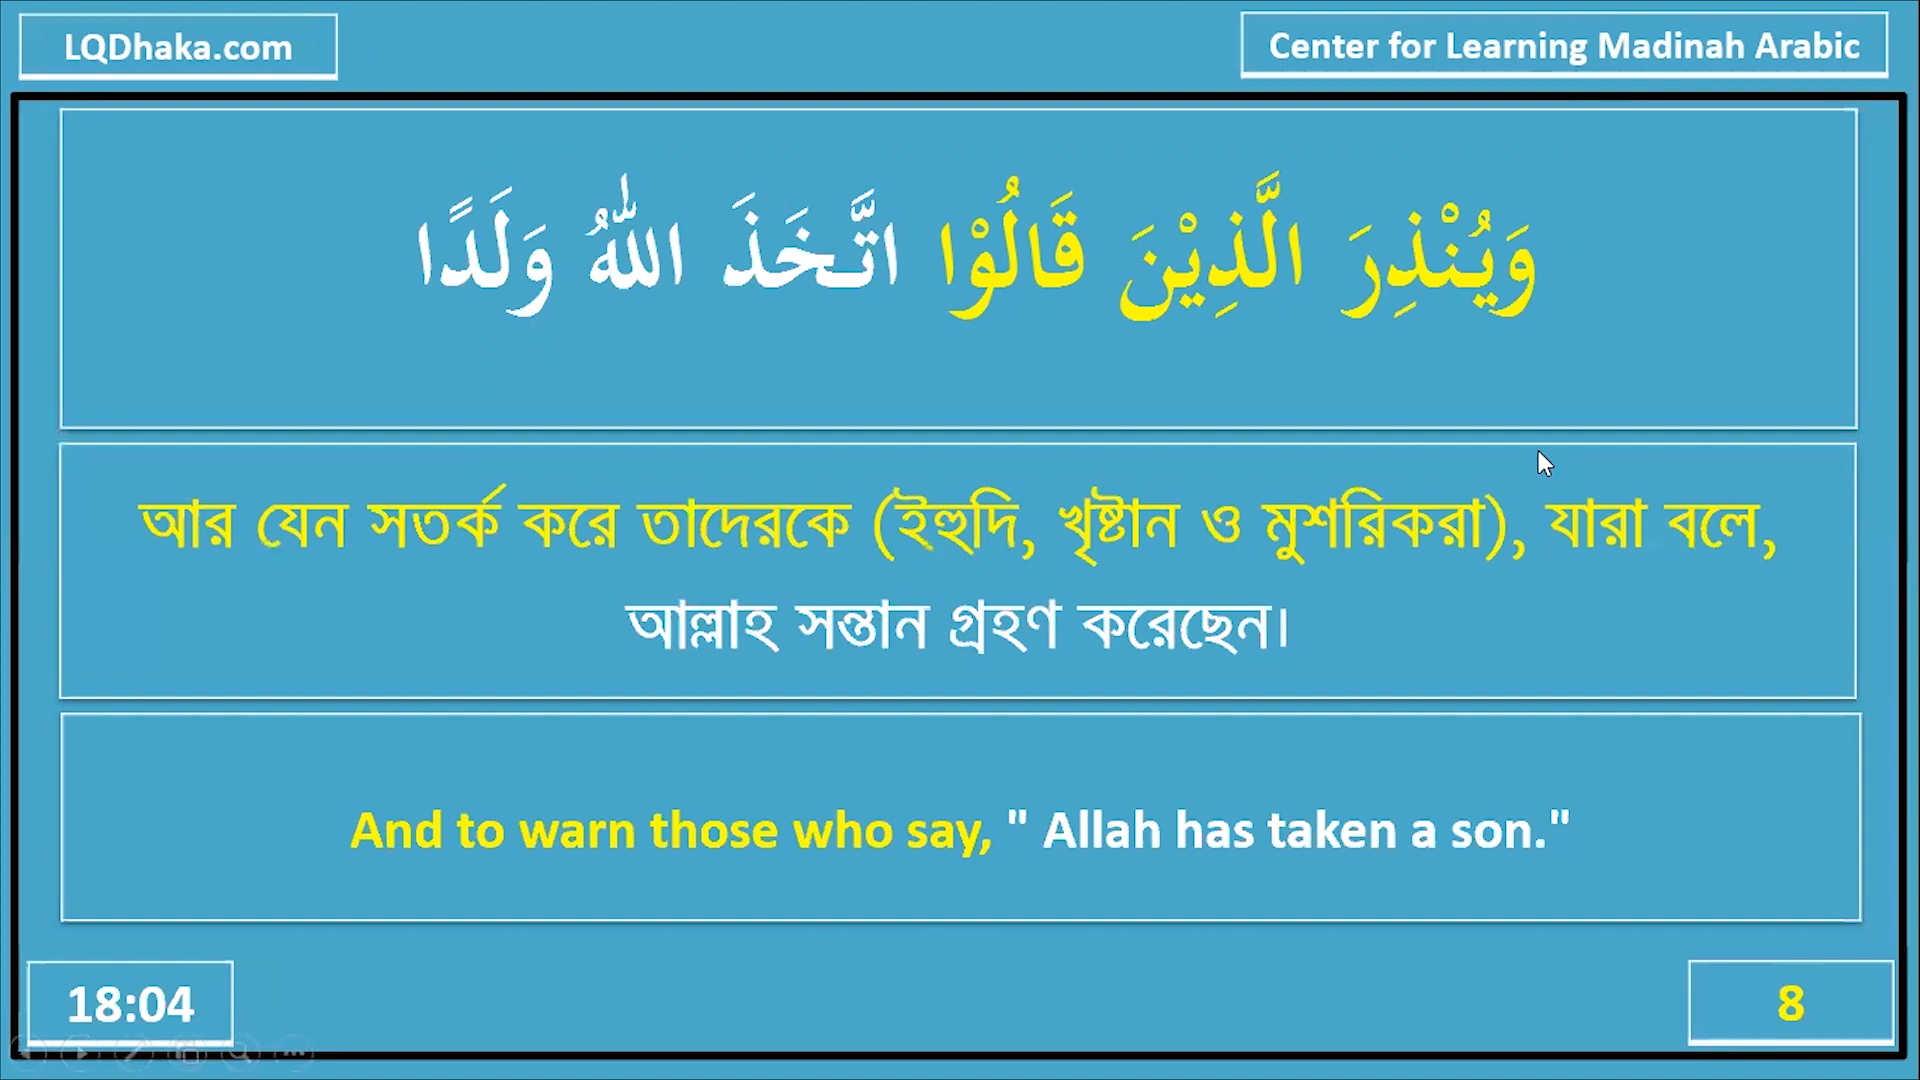 LQDhaka.com
Center for Learning Madinah Arabic
وَيُنْذِرَ الَّذِيْنَ قَالُوْا اتَّخَذَ اللّٰهُ وَلَدًا
আর যেন সতর্ক করে তাদেরকে (ইহুদি, খৃষ্টান ও মুশরিকরা), যারা বলে,
আল্লাহ সন্তান গ্রহণ করেছেন।
And to warn those who say, " Allah has taken a son."
18:04
8